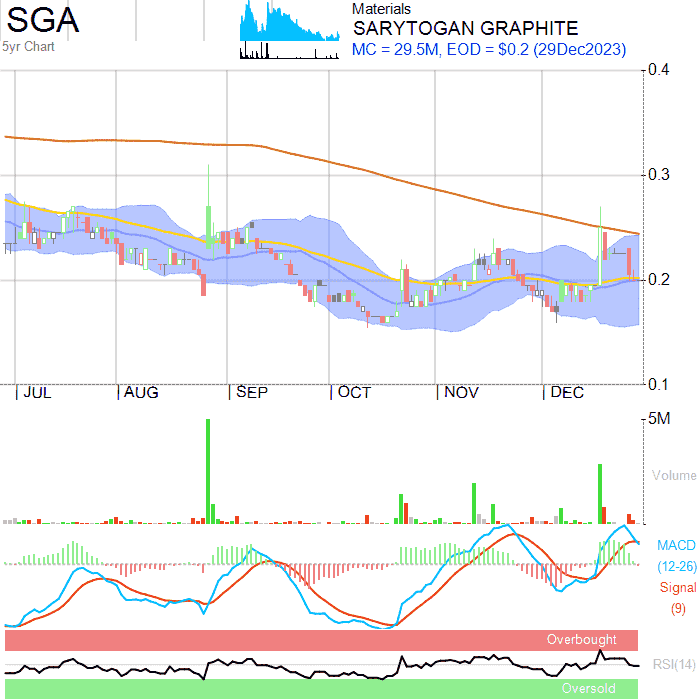 SGA
5yr Chart
Materials
SARYTOGAN GRAPHITE
MC = 29.5M, EOD = $0.2 (29Dec2023)
0.4
0.3
0.2
0.1
JUL AUG SEP OCT NOV DEC
5M
Volume
MACD
(12-26)
Signal
(9)
Overbought
RSI(14)
Oversold